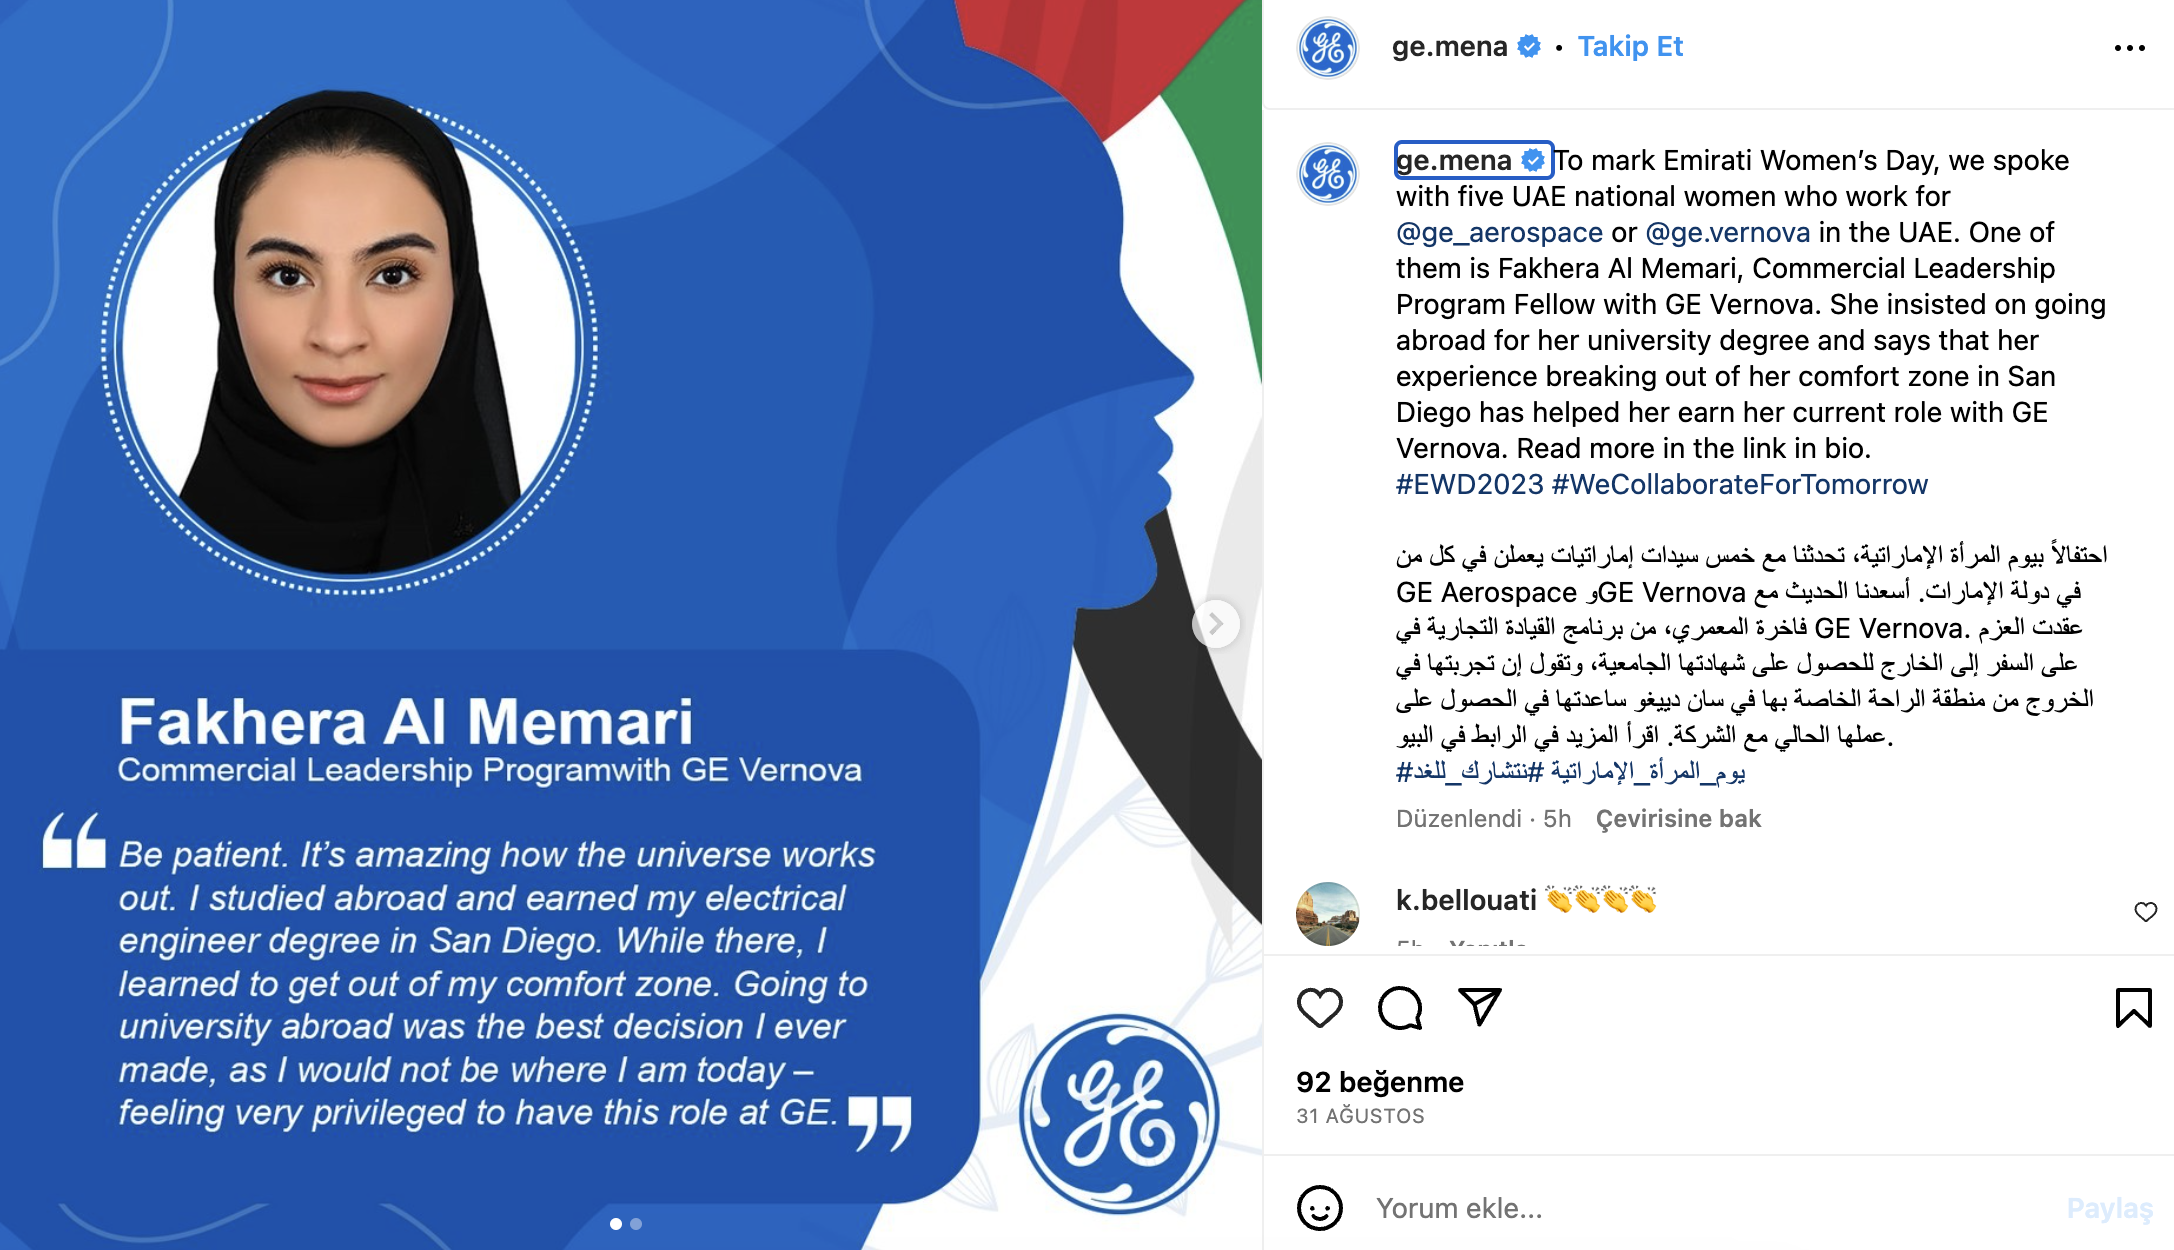 Fakhera Al Memari
Commercial Leadership Programwith GE Vernova
“ Be patient. It’s amazing how the universe works
out. I studied abroad and earned my electrical
engineer degree in San Diego. While there, I
learned to get out of my comfort zone. Going to
university abroad was the best decision I ever
made, as I would not be where I am today –
feeling very privileged to have this role at GE. ”
GE
ge.mena • Takip Et
ge.mena To mark Emirati Women’s Day, we spoke
with five UAE national women who work for
@ge_aerospace or @ge.vernova in the UAE. One of
them is Fakhera Al Memari, Commercial Leadership
Program Fellow with GE Vernova. She insisted on going
abroad for her university degree and says that her
experience breaking out of her comfort zone in San
Diego has helped her earn her current role with GE
Vernova. Read more in the link in bio.
#EWD2023 #WeCollaborateForTomorrow
احتفالاً بيوم المرأة الإماراتية، تحدثنا مع خمس سيدات إماراتيات يعملن في كل من
GE Aerospace وGE Vernova في دولة الإمارات. أسعدنا الحديث مع
فاخرة المعمري، من برنامج القيادة التجارية في GE Vernova. عقدت العزم
على السفر إلى الخارج للحصول على شهادتها الجامعية، وتقول إن تجربتها في
الخروج من منطقة الراحة الخاصة بها في سان دييغو ساعدتها في الحصول على
عملها الحالي مع الشركة. اقرأ المزيد في الرابط في البيو.
#يوم_المرأة_الإماراتية #نتشارك_للغد
Düzenlendi · 5h Çevirisine bak
k.bellouati 👏👏👏👏
5h Yanıtla
92 beğenme
31 AĞUSTOS
Yorum ekle... Paylaş